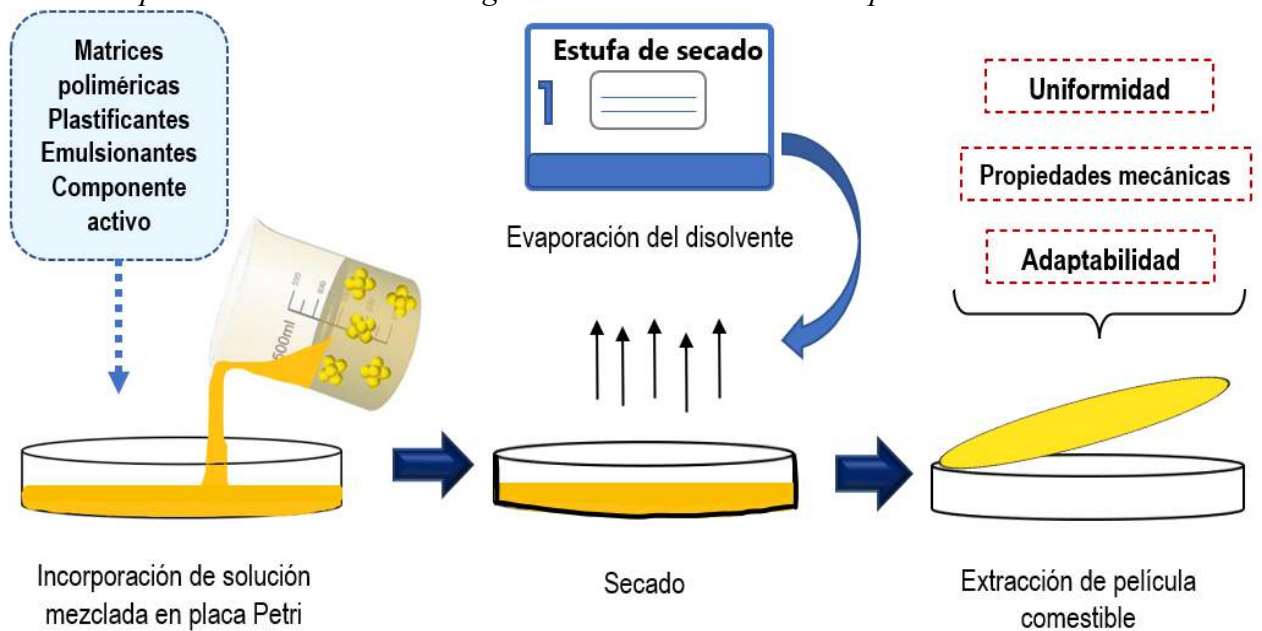 Matrices
poliméricas
Plastificantes
Emulsionantes
Componente
activo
500ml
Incorporación de solución
mezclada en placa Petri
Estufa de secado
1
Evaporación del disolvente
Secado
Uniformidad
Propiedades mecánicas
Adaptabilidad
Extracción de película
comestible